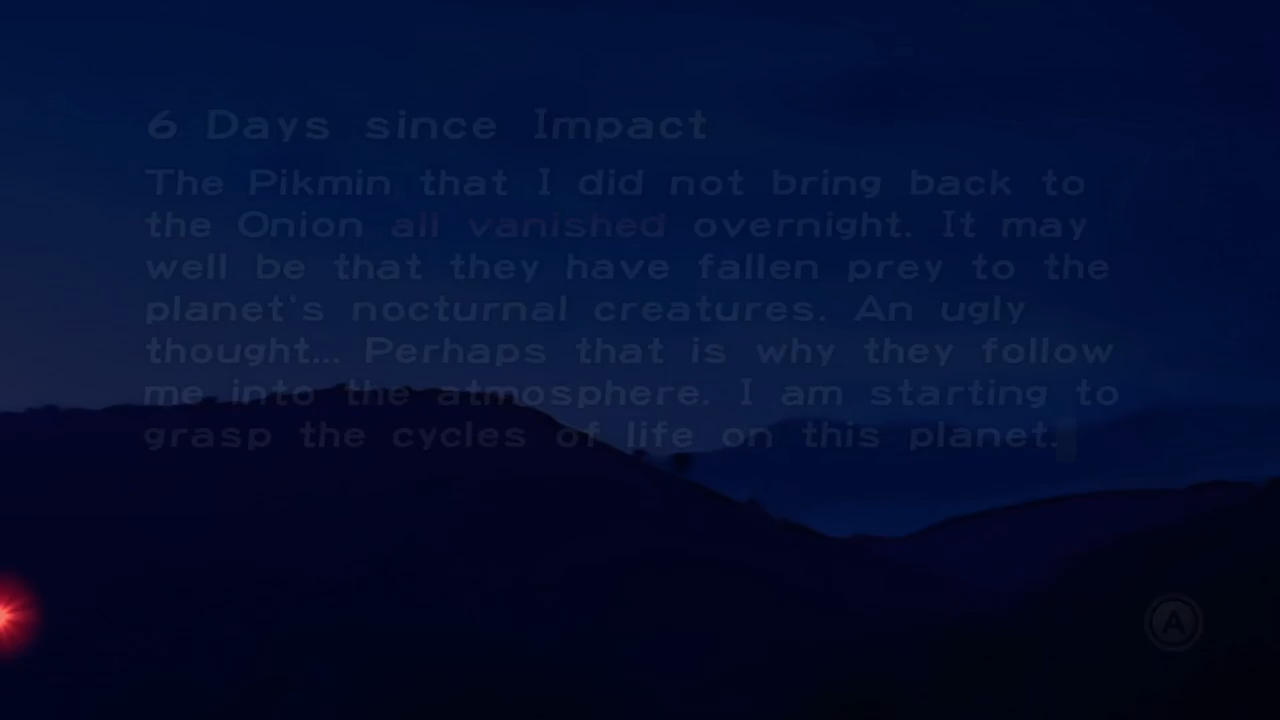 6 Days since Impact
The Pikmin that I did not bring back to
the Onion all vanished overnight. It may
well be that they have fallen prey to the
planet's nocturnal creatures. An ugly
thought... Perhaps that is why they follow
me into the atmosphere. I am starting to
grasp the cycles of life on this planet.
A